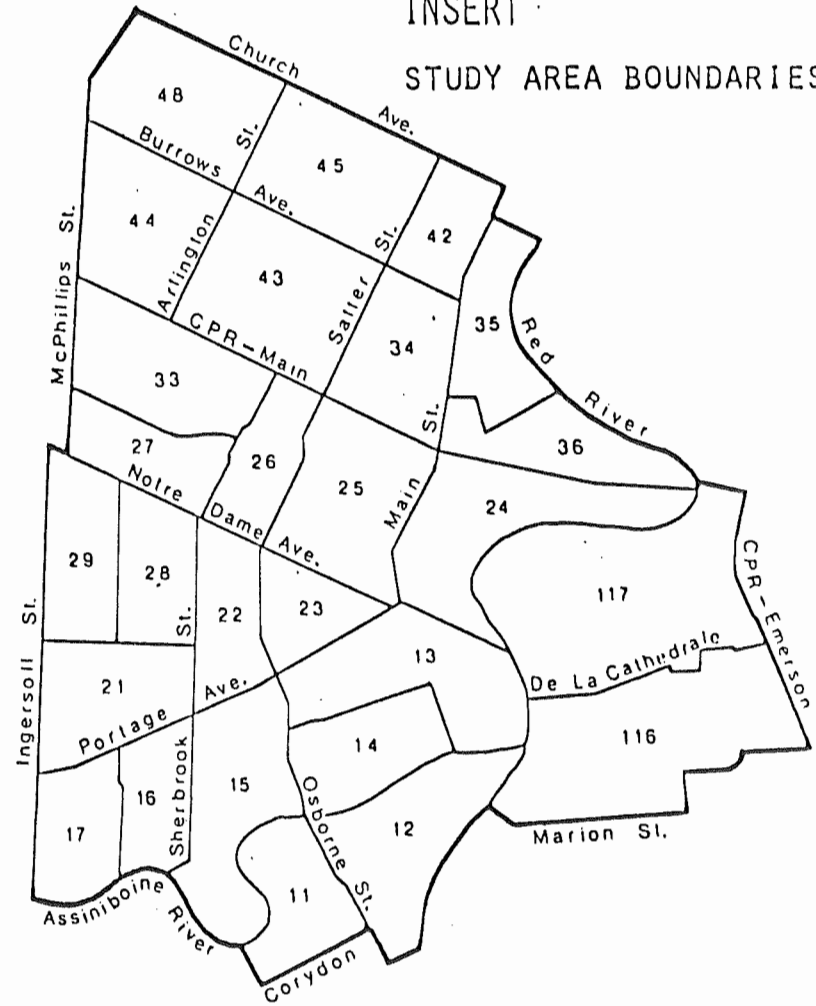 INSERT
STUDY AREA BOUNDARIES
Church Ave.
48
45
Burrows Ave.
St.
42
44
Arlington
43
Salter St.
McPhillips St.
CPR-Main
34
35
Red River
33
36
27
26
25
Main St.
24
Notre Dame Ave.
29
28
22
23
117
CPR-Emerson
Ingersoll St.
St.
21
Portage Ave.
13
De La Cathedrale
116
14
16
Sherbrook
15
Osborne St.
12
17
11
Marion St.
Assiniboine River
Corydon